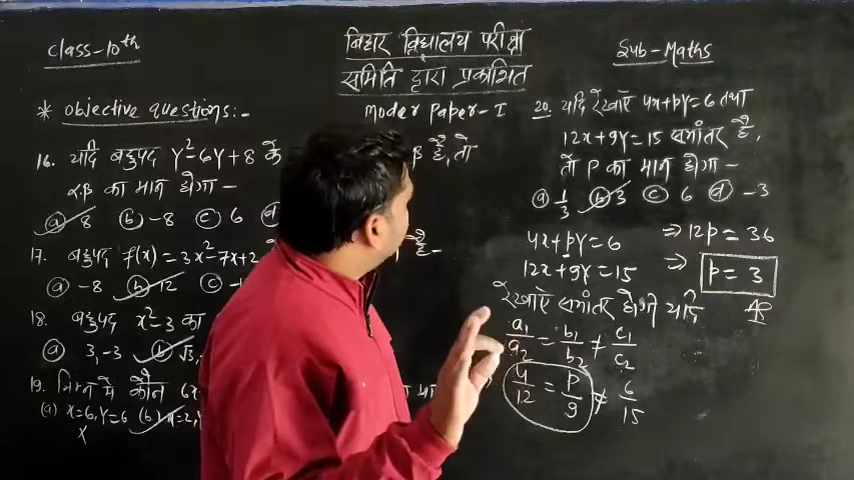 class-10th
बिहार विद्यालय परीक्षा
समिति द्वारा प्रकाशित
Moder Paper-I
Sub-Maths
* objective questions:-
16. यदि बहुपद Y²-6Y+8 के
β है, तो
α.β का मान होगा -
(a) 8 (b) -8 (c) 6 (d)
17. बहुपद f(x) = 3x²-7x+2
है -
(a) -8 (b) 12 (c) -
18. बहुपद x²-3 का
(a) 3,-3 (b) √3,
19. निम्न में कौन 6x
(a) x=6, y=6 (b) x=2,
x
20. यदि रेखाएँ 4x+pY=6 तथा
12x+9Y=15 समांतर है,
तो P का मान होगा -
(a) 1/3 (b) 3 (c) 6 (d) -3
4x+pY=6
12x+9Y=15
रेखाएँ समांतर होगी यदि
a₁/a₂ = b₁/b₂ ≠ c₁/c₂
4/12 = P/9 ≠ 6/15
⇒ 12p = 36
⇒ p = 3